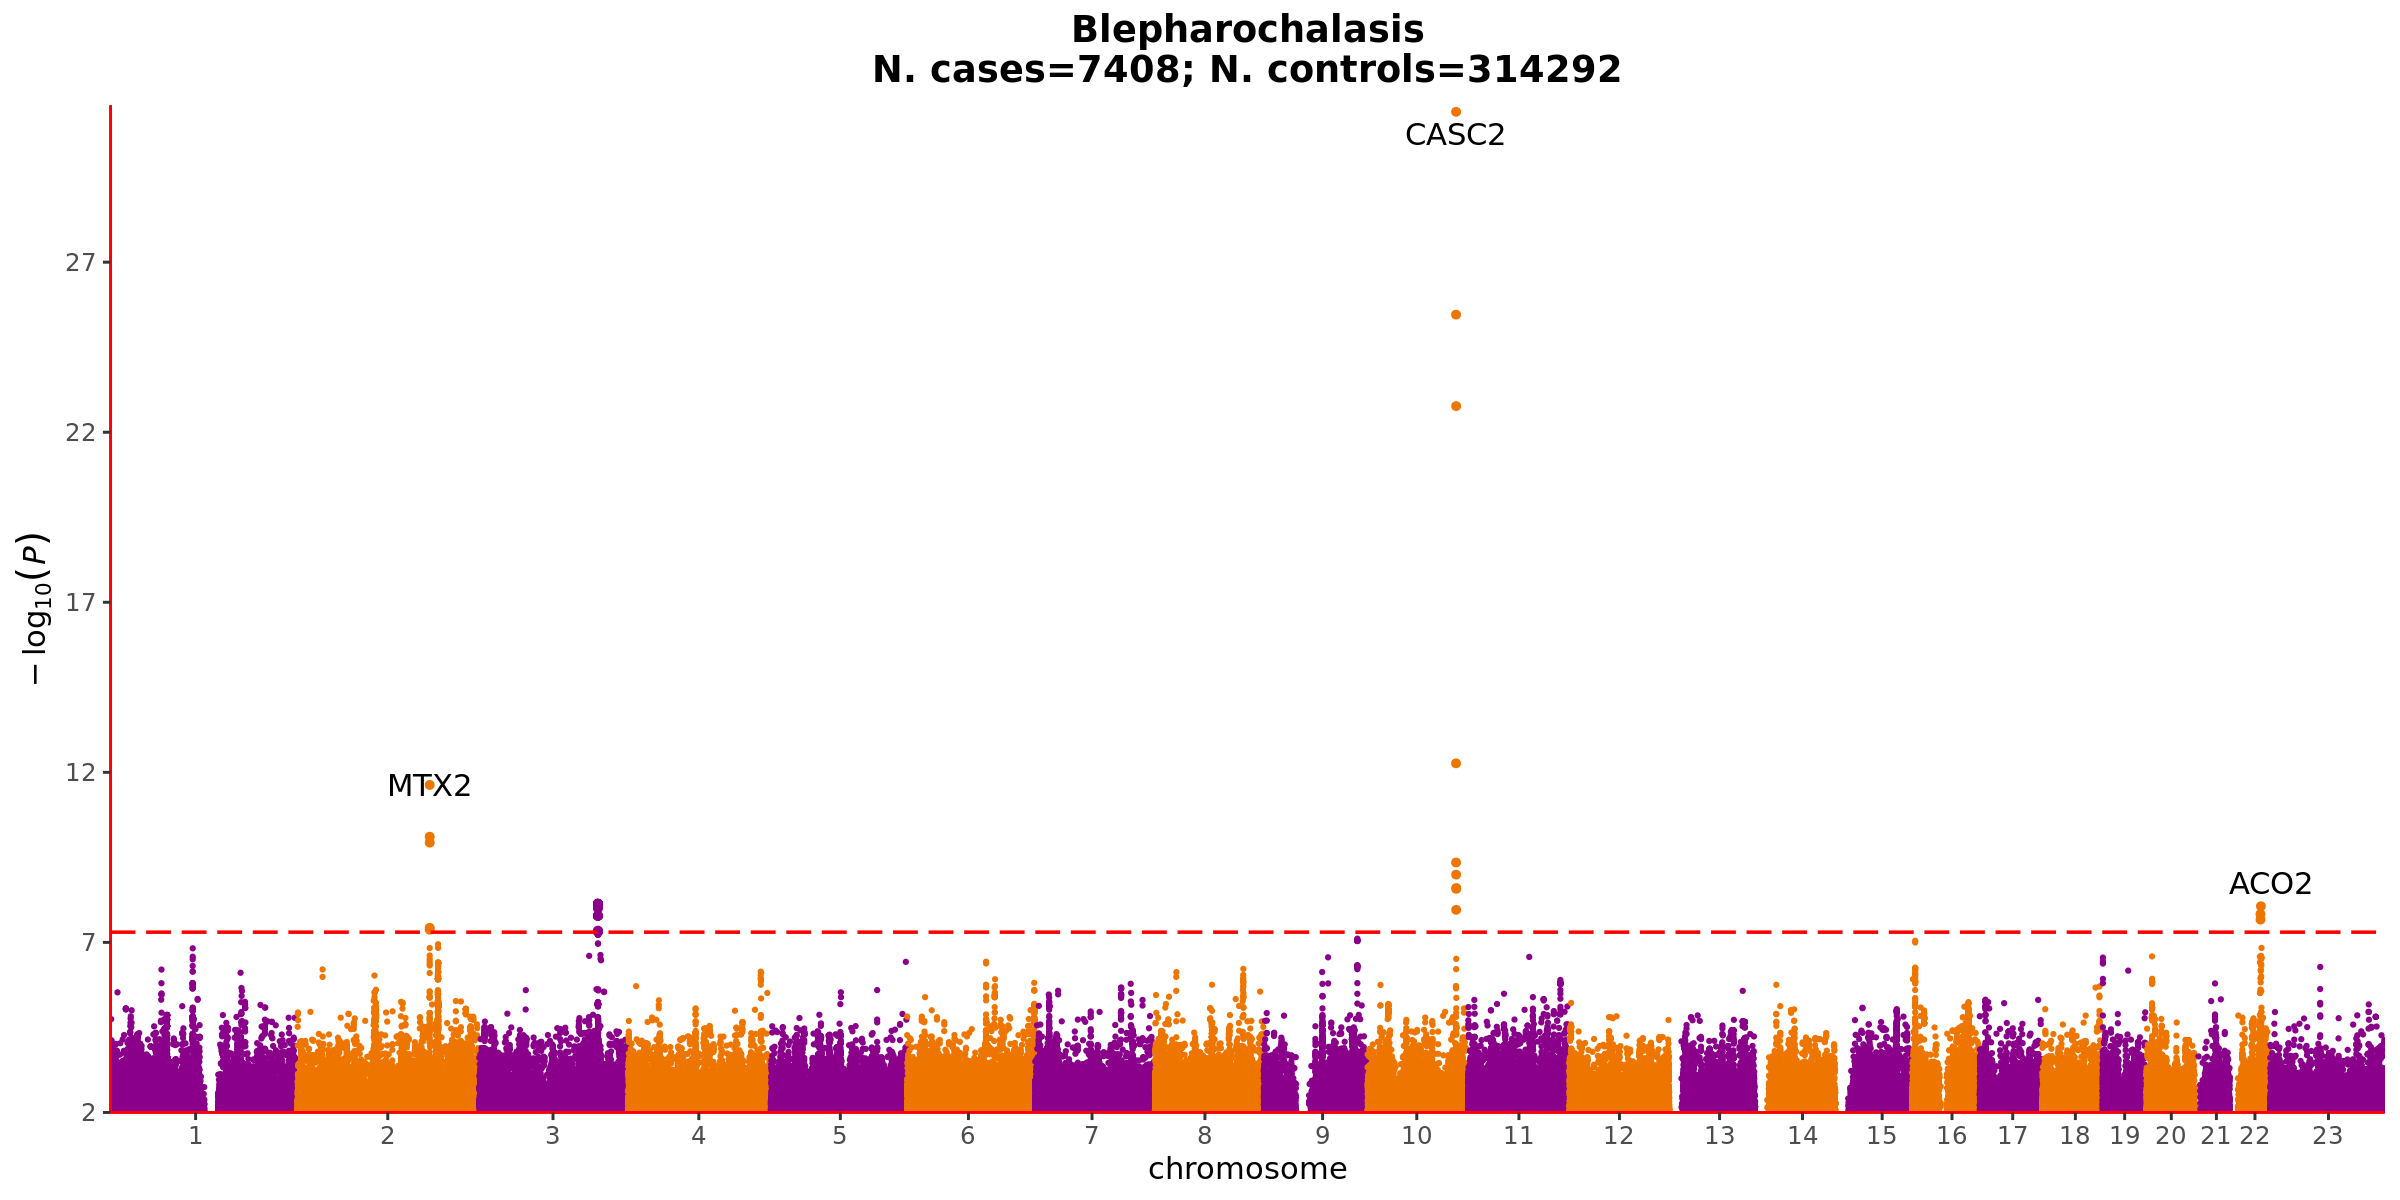 Blepharochalasis
N. cases=7408; N. controls=314292
CASC2
MTX2
ACO2
27
22
17
12
7
2
−log10(P)
1 2 3 4 5 6 7 8 9 10 11 12 13 14 15 16 17 18 19 20 21 22 23
chromosome